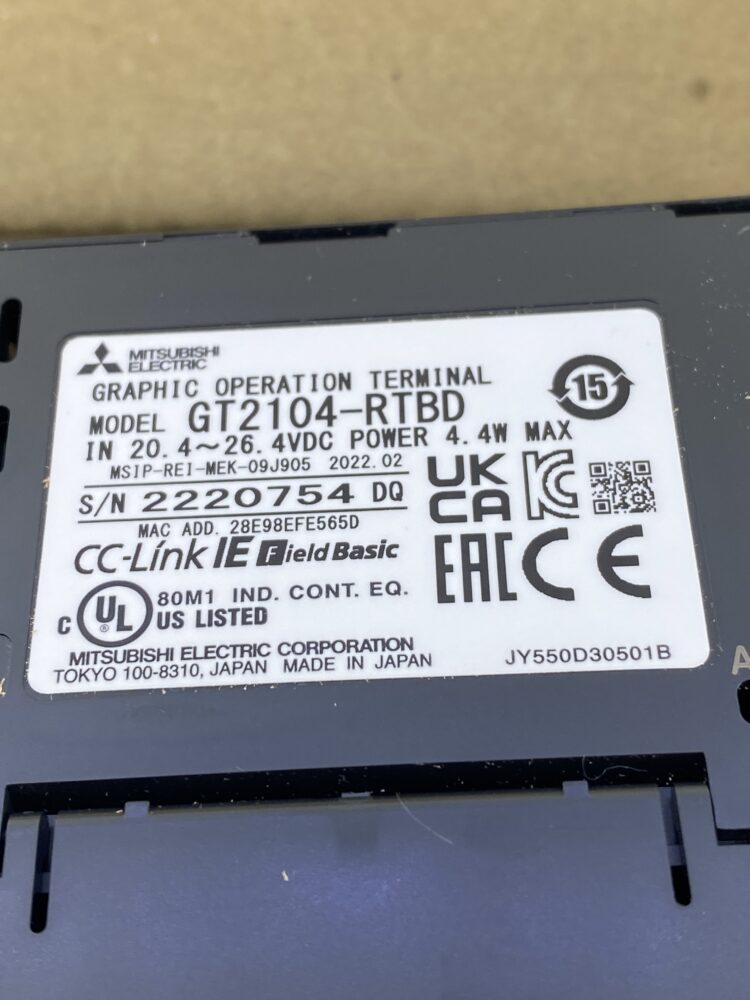 MITSUBISHI
ELECTRIC
GRAPHIC OPERATION TERMINAL
15
MODEL GT2104-RTBD
IN 20.4~26.4VDC POWER 4.4W MAX
MSIP-REI-MEK-09J905 2022.02
S/N 2220754 DQ
UK
CA
MAC ADD. 28E98EFE565D
CC-Link IE Field Basic
EAC CE
c UL ® 80M1 IND. CONT. EQ.
US LISTED
MITSUBISHI ELECTRIC CORPORATION
TOKYO 100-8310, JAPAN MADE IN JAPAN
JY550D30501B
A